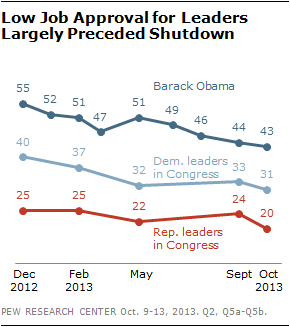 Low Job Approval for Leaders
Largely Preceded Shutdown
Barack Obama
55 52 51 47 51 49 46 44 43
Dem. leaders
in Congress
40 37 32 33 31
25 25 22 24 20
Rep. leaders
in Congress
Dec Feb May Sept Oct
2012 2013 2013
PEW RESEARCH CENTER Oct. 9-13, 2013. Q2, Q5a-Q5b.